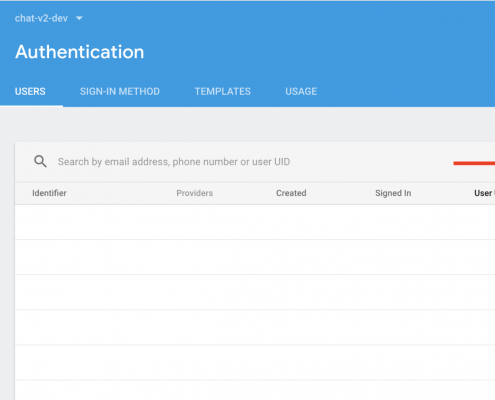 chat-v2-dev
Authentication
USERS SIGN-IN METHOD TEMPLATES USAGE
Search by email address, phone number or user UID
Identifier Providers Created Signed In User